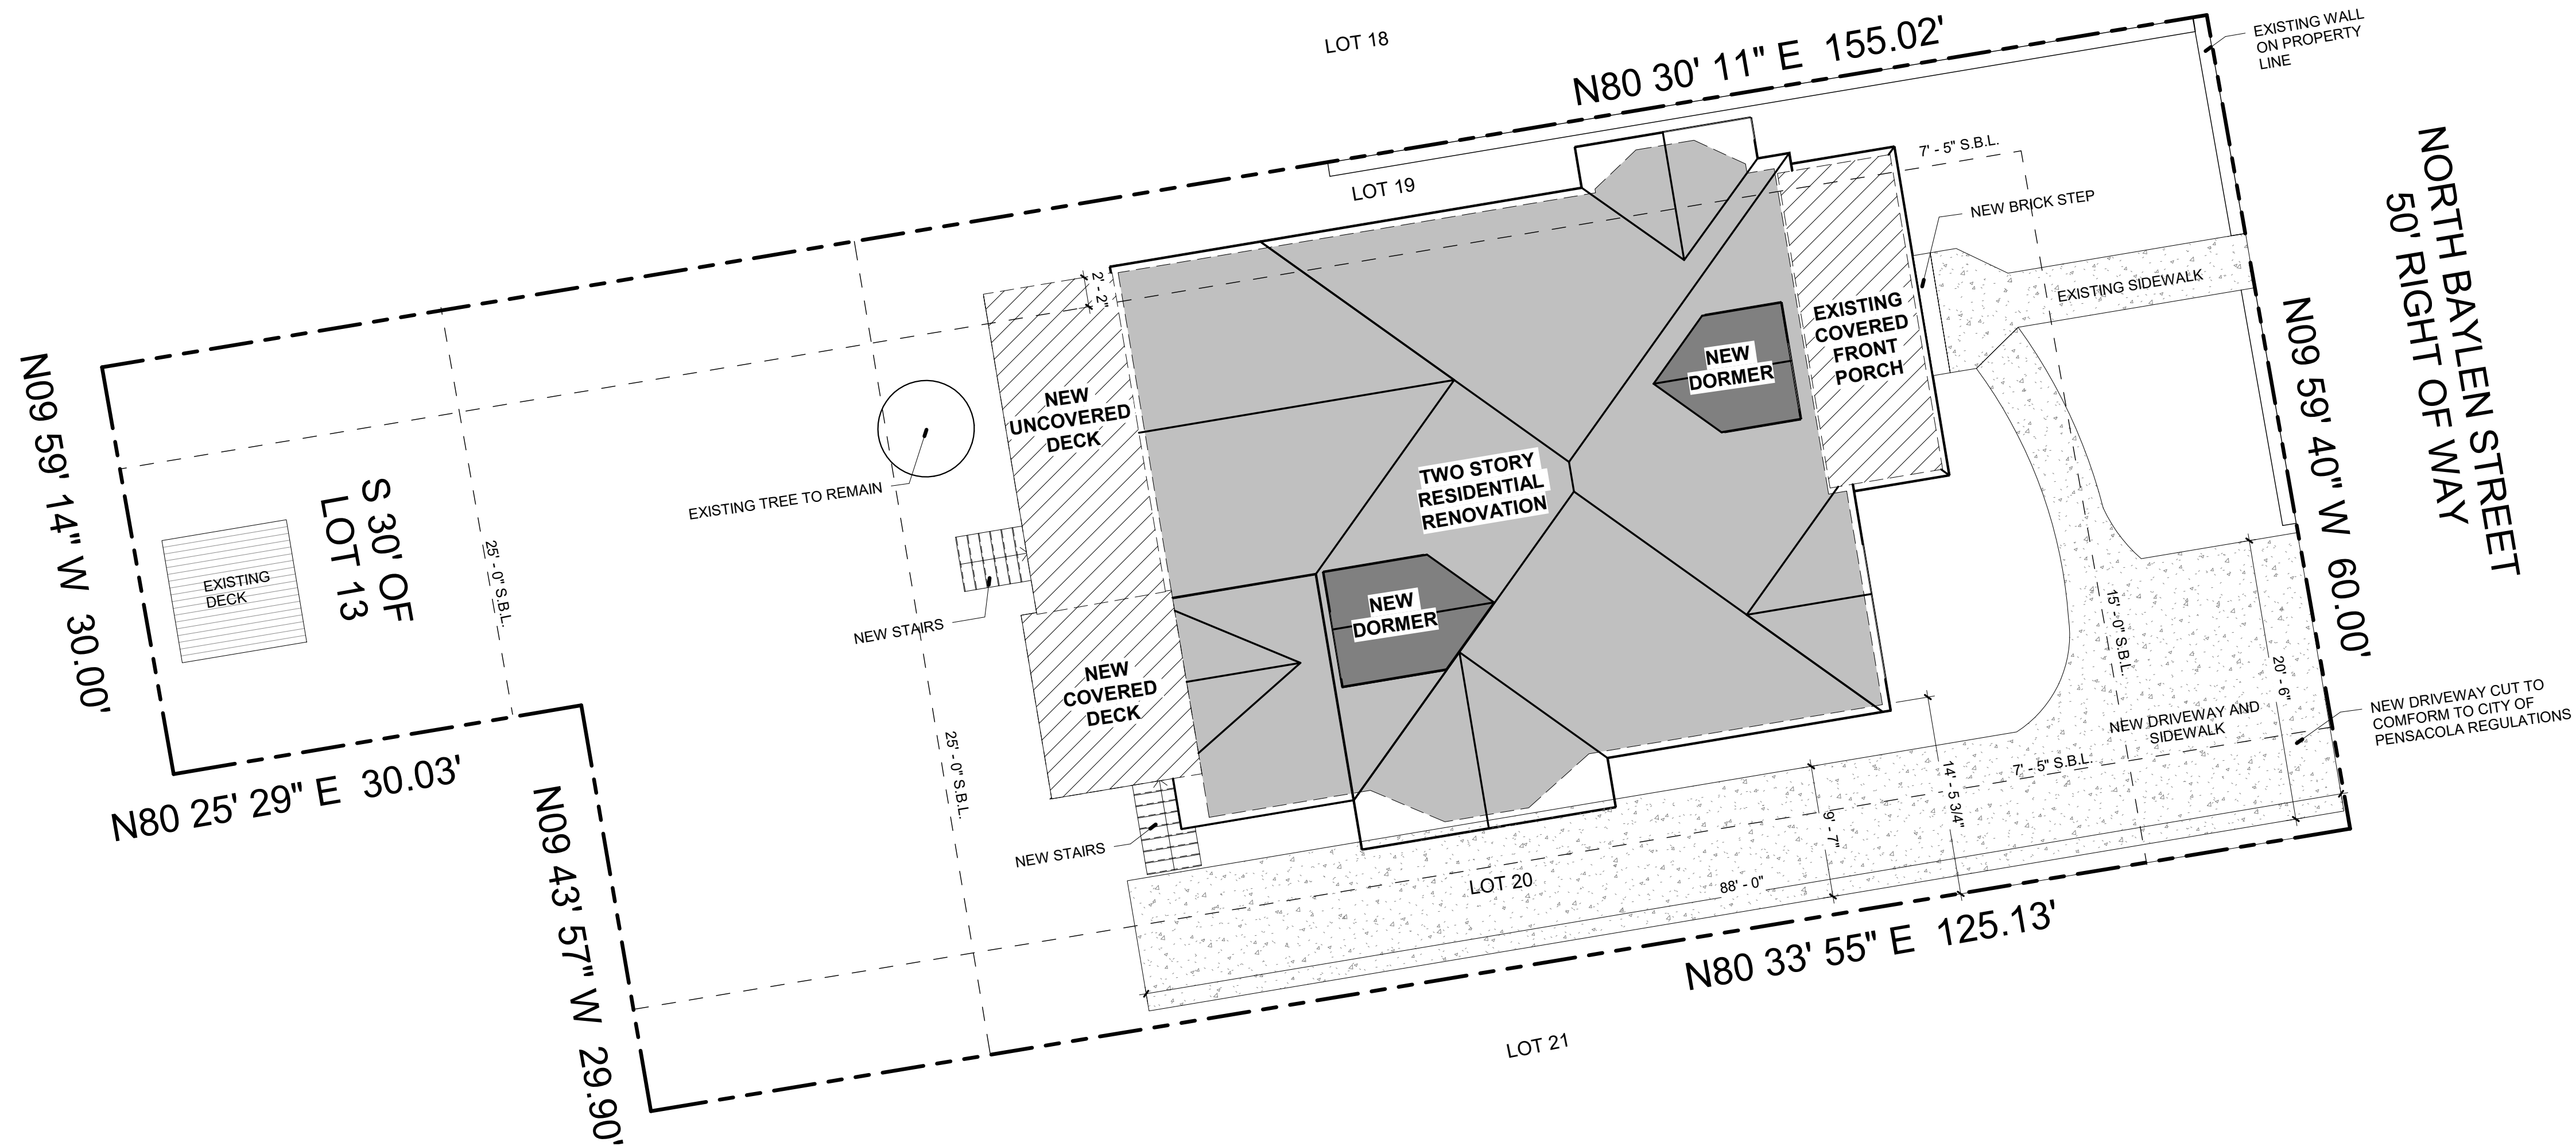 LOT 18
N80 30' 11" E  155.02'
EXISTING WALL
ON PROPERTY
LINE
7' - 5" S.B.L.
LOT 19
NEW BRICK STEP
NORTH BAYLEN STREET
50' RIGHT OF WAY
2' - 2"
EXISTING SIDEWALK
EXISTING
COVERED
FRONT
PORCH
NEW
DORMER
N09 59' 40" W  60.00'
N09 59' 14" W  30.00'
NEW
UNCOVERED
DECK
TWO STORY
RESIDENTIAL
RENOVATION
EXISTING TREE TO REMAIN
S 30' OF
LOT 13
25' - 0" S.B.L.
EXISTING
DECK
NEW STAIRS
NEW
DORMER
15' - 0" S.B.L.
20' - 6"
NEW
COVERED
DECK
NEW DRIVEWAY CUT TO
COMFORM TO CITY OF
PENSACOLA REGULATIONS
NEW DRIVEWAY AND
SIDEWALK
7' - 5" S.B.L.
25' - 0" S.B.L.
14' - 5 3/4"
9' - 7"
N80 25' 29" E  30.03'
N09 43' 57" W  29.90'
NEW STAIRS
LOT 20
88' - 0"
N80 33' 55" E  125.13'
LOT 21